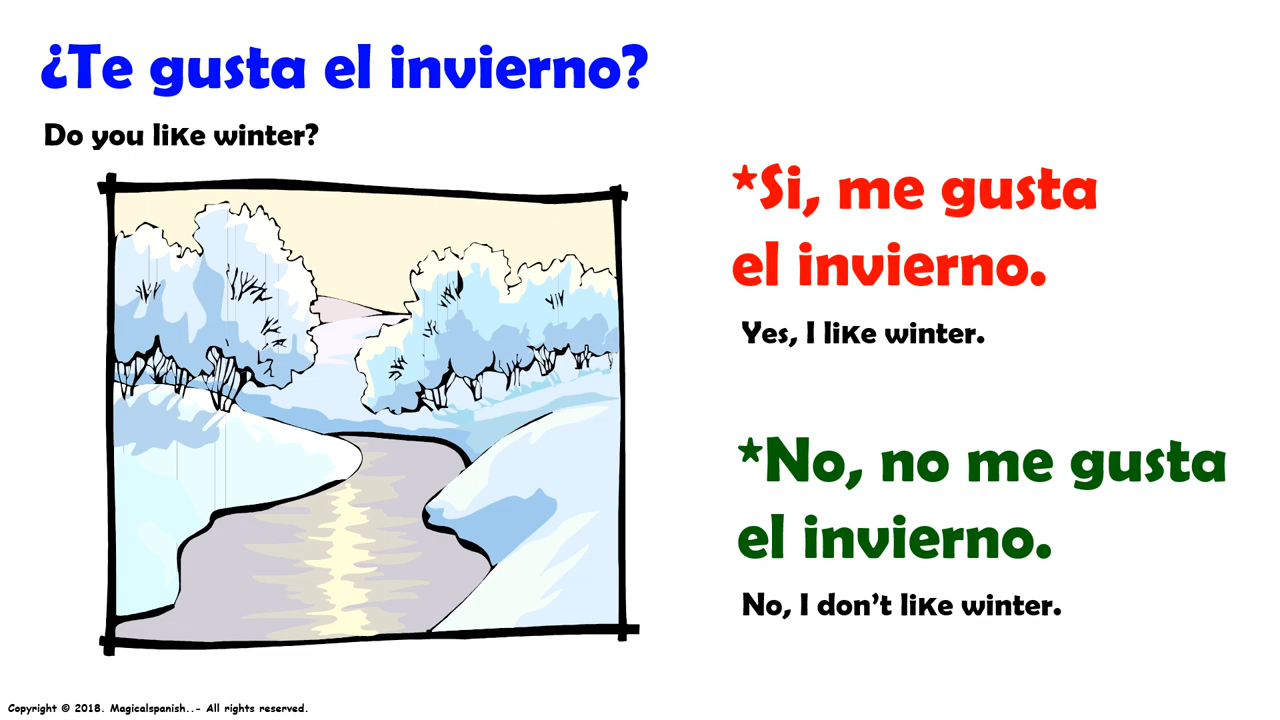 ¿Te gusta el invierno?
Do you like winter?
*Si, me gusta
el invierno.
Yes, I like winter.
*No, no me gusta
el invierno.
No, I don’t like winter.
Copyright © 2018. Magicalspanish..- All rights reserved.